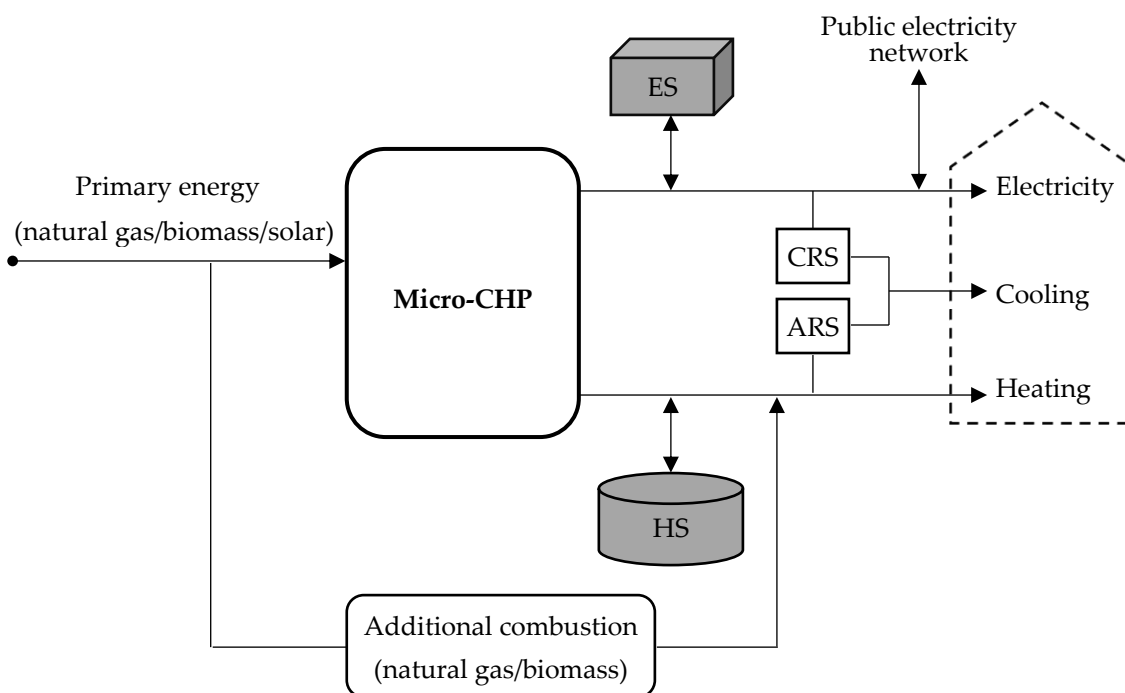 Public electricity
network
ES
Primary energy
(natural gas/biomass/solar)
Electricity
CRS
Micro-CHP
Cooling
ARS
Heating
HS
Additional combustion
(natural gas/biomass)